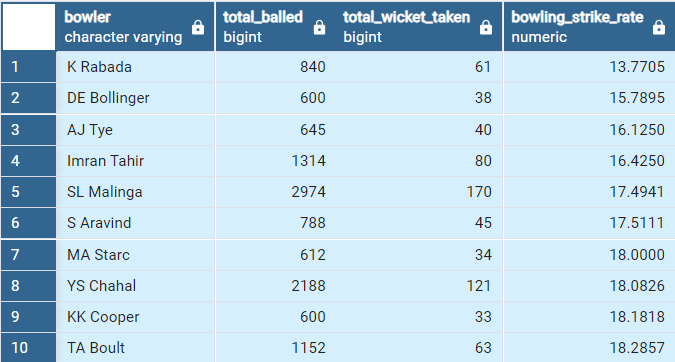 bowler total_balled total_wicket_taken bowling_strike_rate
character varying bigint bigint numeric
1 K Rabada 840 61 13.7705
2 DE Bollinger 600 38 15.7895
3 AJ Tye 645 40 16.1250
4 Imran Tahir 1314 80 16.4250
5 SL Malinga 2974 170 17.4941
6 S Aravind 788 45 17.5111
7 MA Starc 612 34 18.0000
8 YS Chahal 2188 121 18.0826
9 KK Cooper 600 33 18.1818
10 TA Boult 1152 63 18.2857